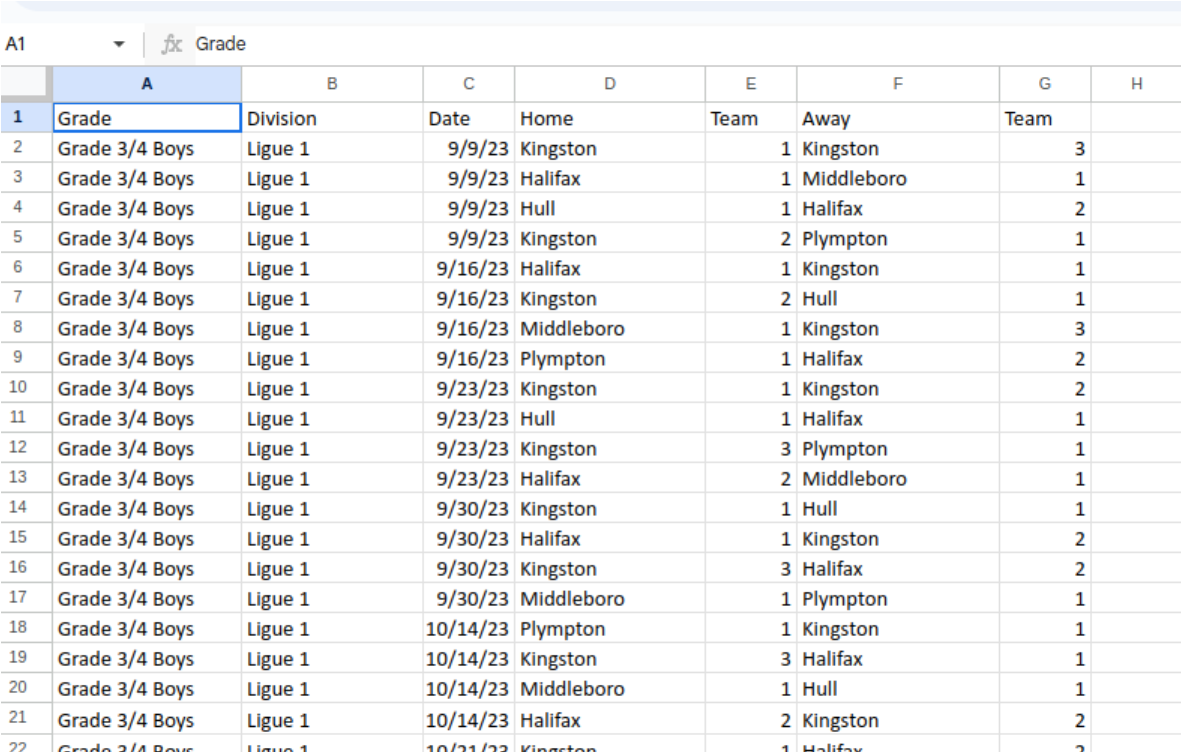 A1 fx Grade
A B C D E F G H
1 Grade Division Date Home Team Away Team
2 Grade 3/4 Boys Ligue 1 9/9/23 Kingston 1 Kingston 3
3 Grade 3/4 Boys Ligue 1 9/9/23 Halifax 1 Middleboro 1
4 Grade 3/4 Boys Ligue 1 9/9/23 Hull 1 Halifax 2
5 Grade 3/4 Boys Ligue 1 9/9/23 Kingston 2 Plympton 1
6 Grade 3/4 Boys Ligue 1 9/16/23 Halifax 1 Kingston 1
7 Grade 3/4 Boys Ligue 1 9/16/23 Kingston 2 Hull 1
8 Grade 3/4 Boys Ligue 1 9/16/23 Middleboro 1 Kingston 3
9 Grade 3/4 Boys Ligue 1 9/16/23 Plympton 1 Halifax 2
10 Grade 3/4 Boys Ligue 1 9/23/23 Kingston 1 Kingston 2
11 Grade 3/4 Boys Ligue 1 9/23/23 Hull 1 Halifax 1
12 Grade 3/4 Boys Ligue 1 9/23/23 Kingston 3 Plympton 1
13 Grade 3/4 Boys Ligue 1 9/23/23 Halifax 2 Middleboro 1
14 Grade 3/4 Boys Ligue 1 9/30/23 Kingston 1 Hull 1
15 Grade 3/4 Boys Ligue 1 9/30/23 Halifax 1 Kingston 2
16 Grade 3/4 Boys Ligue 1 9/30/23 Kingston 3 Halifax 2
17 Grade 3/4 Boys Ligue 1 9/30/23 Middleboro 1 Plympton 1
18 Grade 3/4 Boys Ligue 1 10/14/23 Plympton 1 Kingston 1
19 Grade 3/4 Boys Ligue 1 10/14/23 Kingston 3 Halifax 1
20 Grade 3/4 Boys Ligue 1 10/14/23 Middleboro 1 Hull 1
21 Grade 3/4 Boys Ligue 1 10/14/23 Halifax 2 Kingston 2
22 Grade 3/4 Boys Ligue 1 10/21/23 Kingston 1 Halifax 2